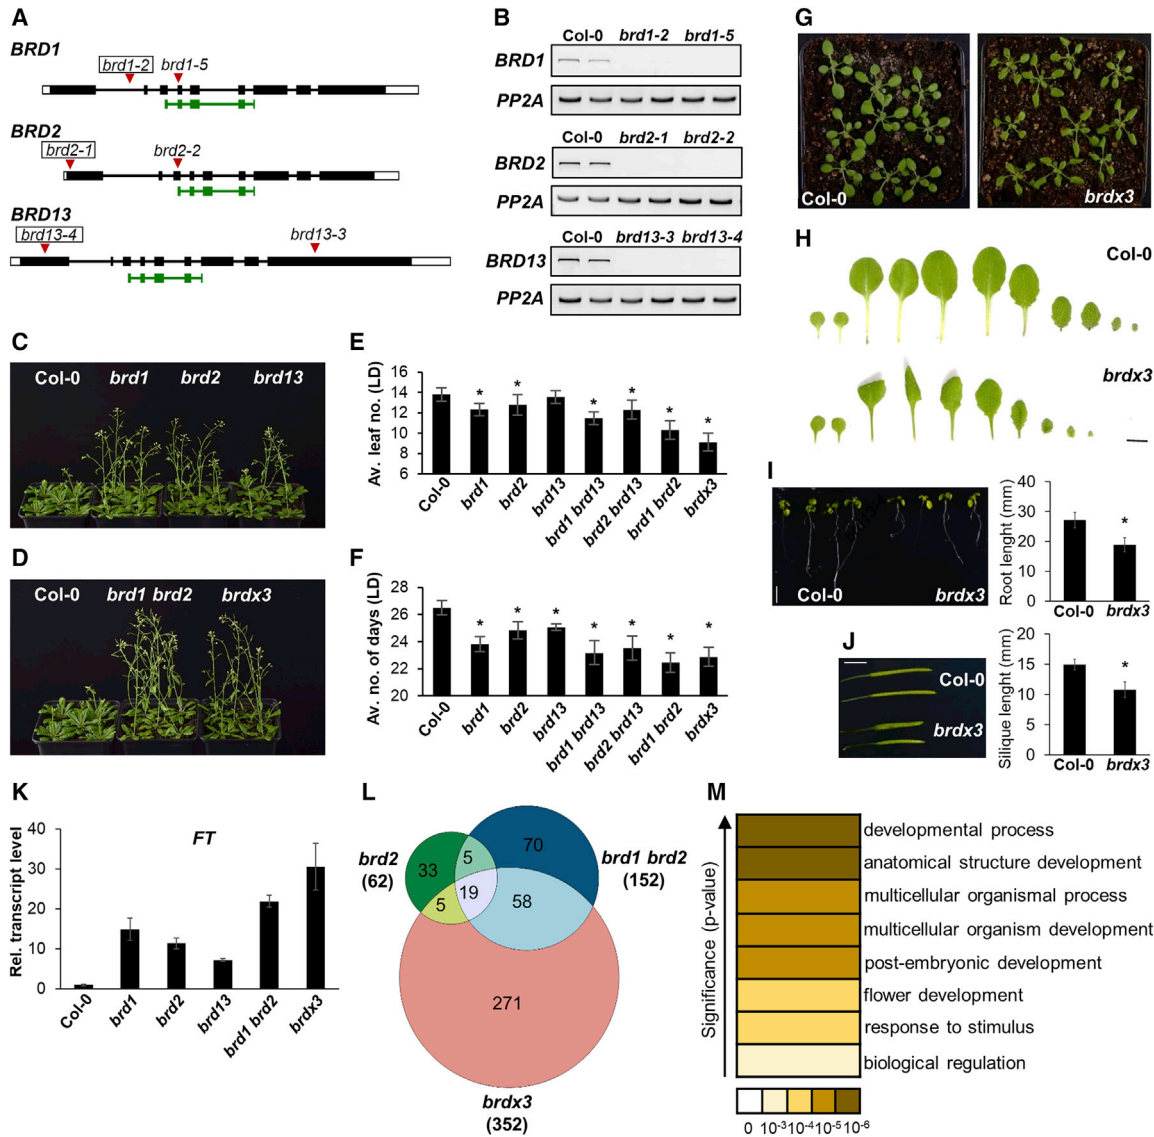 A
BRD1
brd1-2
brd1-5
BRD2
brd2-1
brd2-2
BRD13
brd13-4
brd13-3
B
Col-0 brd1-2 brd1-5
BRD1
PP2A
Col-0 brd2-1 brd2-2
BRD2
PP2A
Col-0 brd13-3 brd13-4
BRD13
PP2A
C
Col-0 brd1 brd2 brd13
D
Col-0 brd1 brd2 brdx3
E
Av. leaf no. (LD)
16
14
12
10
8
6
* * * * * *
Col-0
brd1
brd2
brd13
brd1 brd13
brd2 brd13
brd1 brd2
brdx3
F
Av. no. of days (LD)
28
26
24
22
20
* * * * * * *
Col-0
brd1
brd2
brd13
brd1 brd13
brd2 brd13
brd1 brd2
brdx3
G
Col-0
brdx3
H
Col-0
brdx3
I
Col-0
brdx3
Root lenght (mm)
40
30
20
10
0
*
Col-0 brdx3
J
Col-0
brdx3
Silique lenght (mm)
20
15
10
5
0
*
Col-0 brdx3
K
FT
Rel. transcript level
40
30
20
10
0
Col-0
brd1
brd2
brd13
brd1 brd2
brdx3
L
brd2
(62)
brd1 brd2
(152)
33
5
70
5
19
58
271
brdx3
(352)
M
Significance (p-value)
developmental process
anatomical structure development
multicellular organismal process
multicellular organism development
post-embryonic development
flower development
response to stimulus
biological regulation
0 10-3 10-4 10-5 10-6